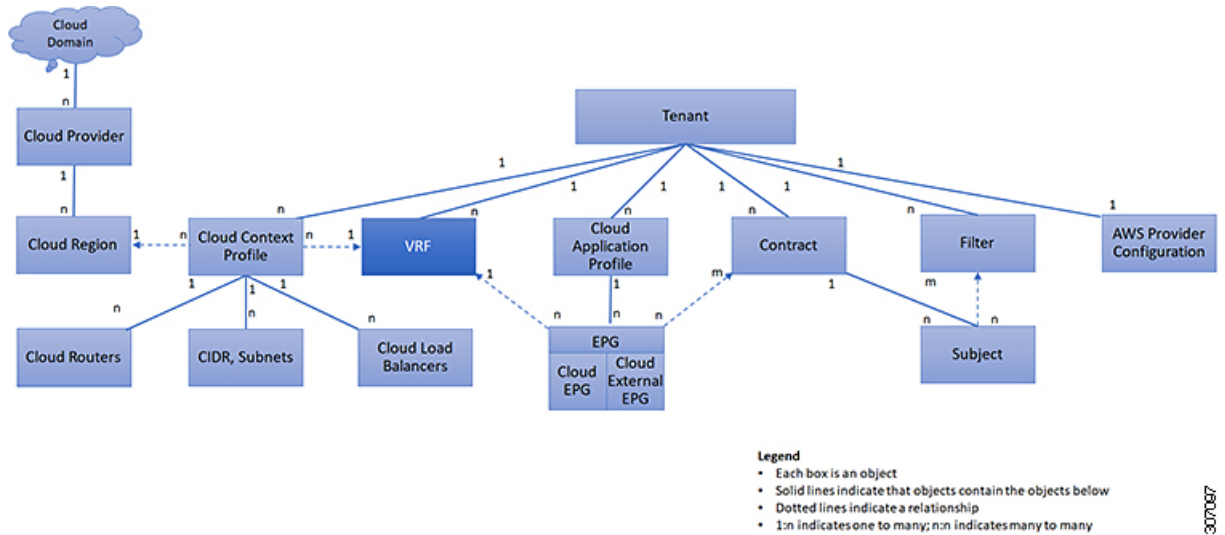 Cloud
Domain
1
n
Cloud Provider
1
n
Cloud Region
Tenant
1
1
1
1
1
1
n
n
n
n
n
1
Cloud Context
Profile
VRF
Cloud
Application
Profile
Contract
Filter
AWS Provider
Configuration
1
n
n
1
1
1
1
n
n
n
1
n
1
n
n
m
1
n
n
m
Cloud Routers
CIDR, Subnets
Cloud Load
Balancers
EPG
Cloud
EPG
Cloud
External
EPG
Subject
Legend
• Each box is an object
• Solid lines indicate that objects contain the objects below
• Dotted lines indicate a relationship
• 1:n indicates one to many; n:n indicates many to many
307097